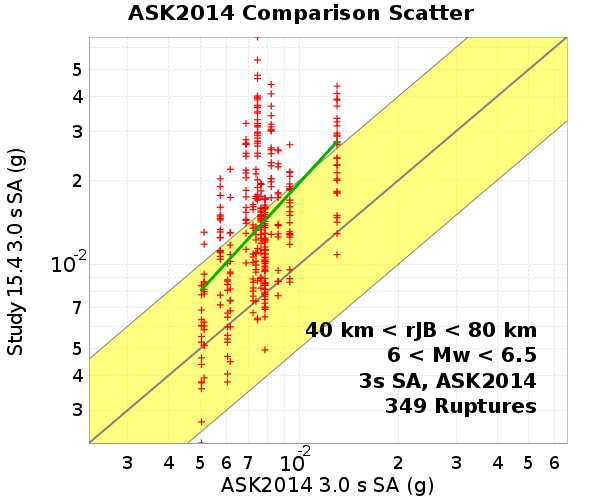 ASK2014 Comparison Scatter
Study 15.4 3.0 s SA (g)
5
4
3
2
10-2
7
5
4
3
40 km < rJB < 80 km
6 < Mw < 6.5
3s SA, ASK2014
349 Ruptures
3 4 5 6 7 10-2 2 3 4 5 6
ASK2014 3.0 s SA (g)